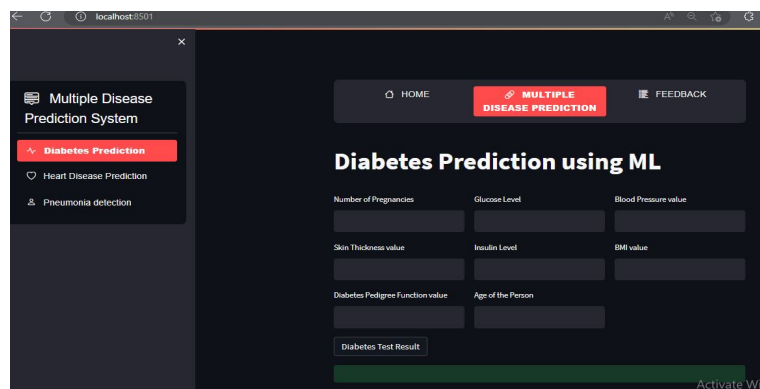 localhost:8501
Multiple Disease
Prediction System
Diabetes Prediction
Heart Disease Prediction
Pneumonia detection
HOME
MULTIPLE
DISEASE PREDICTION
FEEDBACK
Diabetes Prediction using ML
Number of Pregnancies
Glucose Level
Blood Pressure value
Skin Thickness value
Insulin Level
BMI value
Diabetes Pedigree Function value
Age of the Person
Diabetes Test Result
Activate Wi